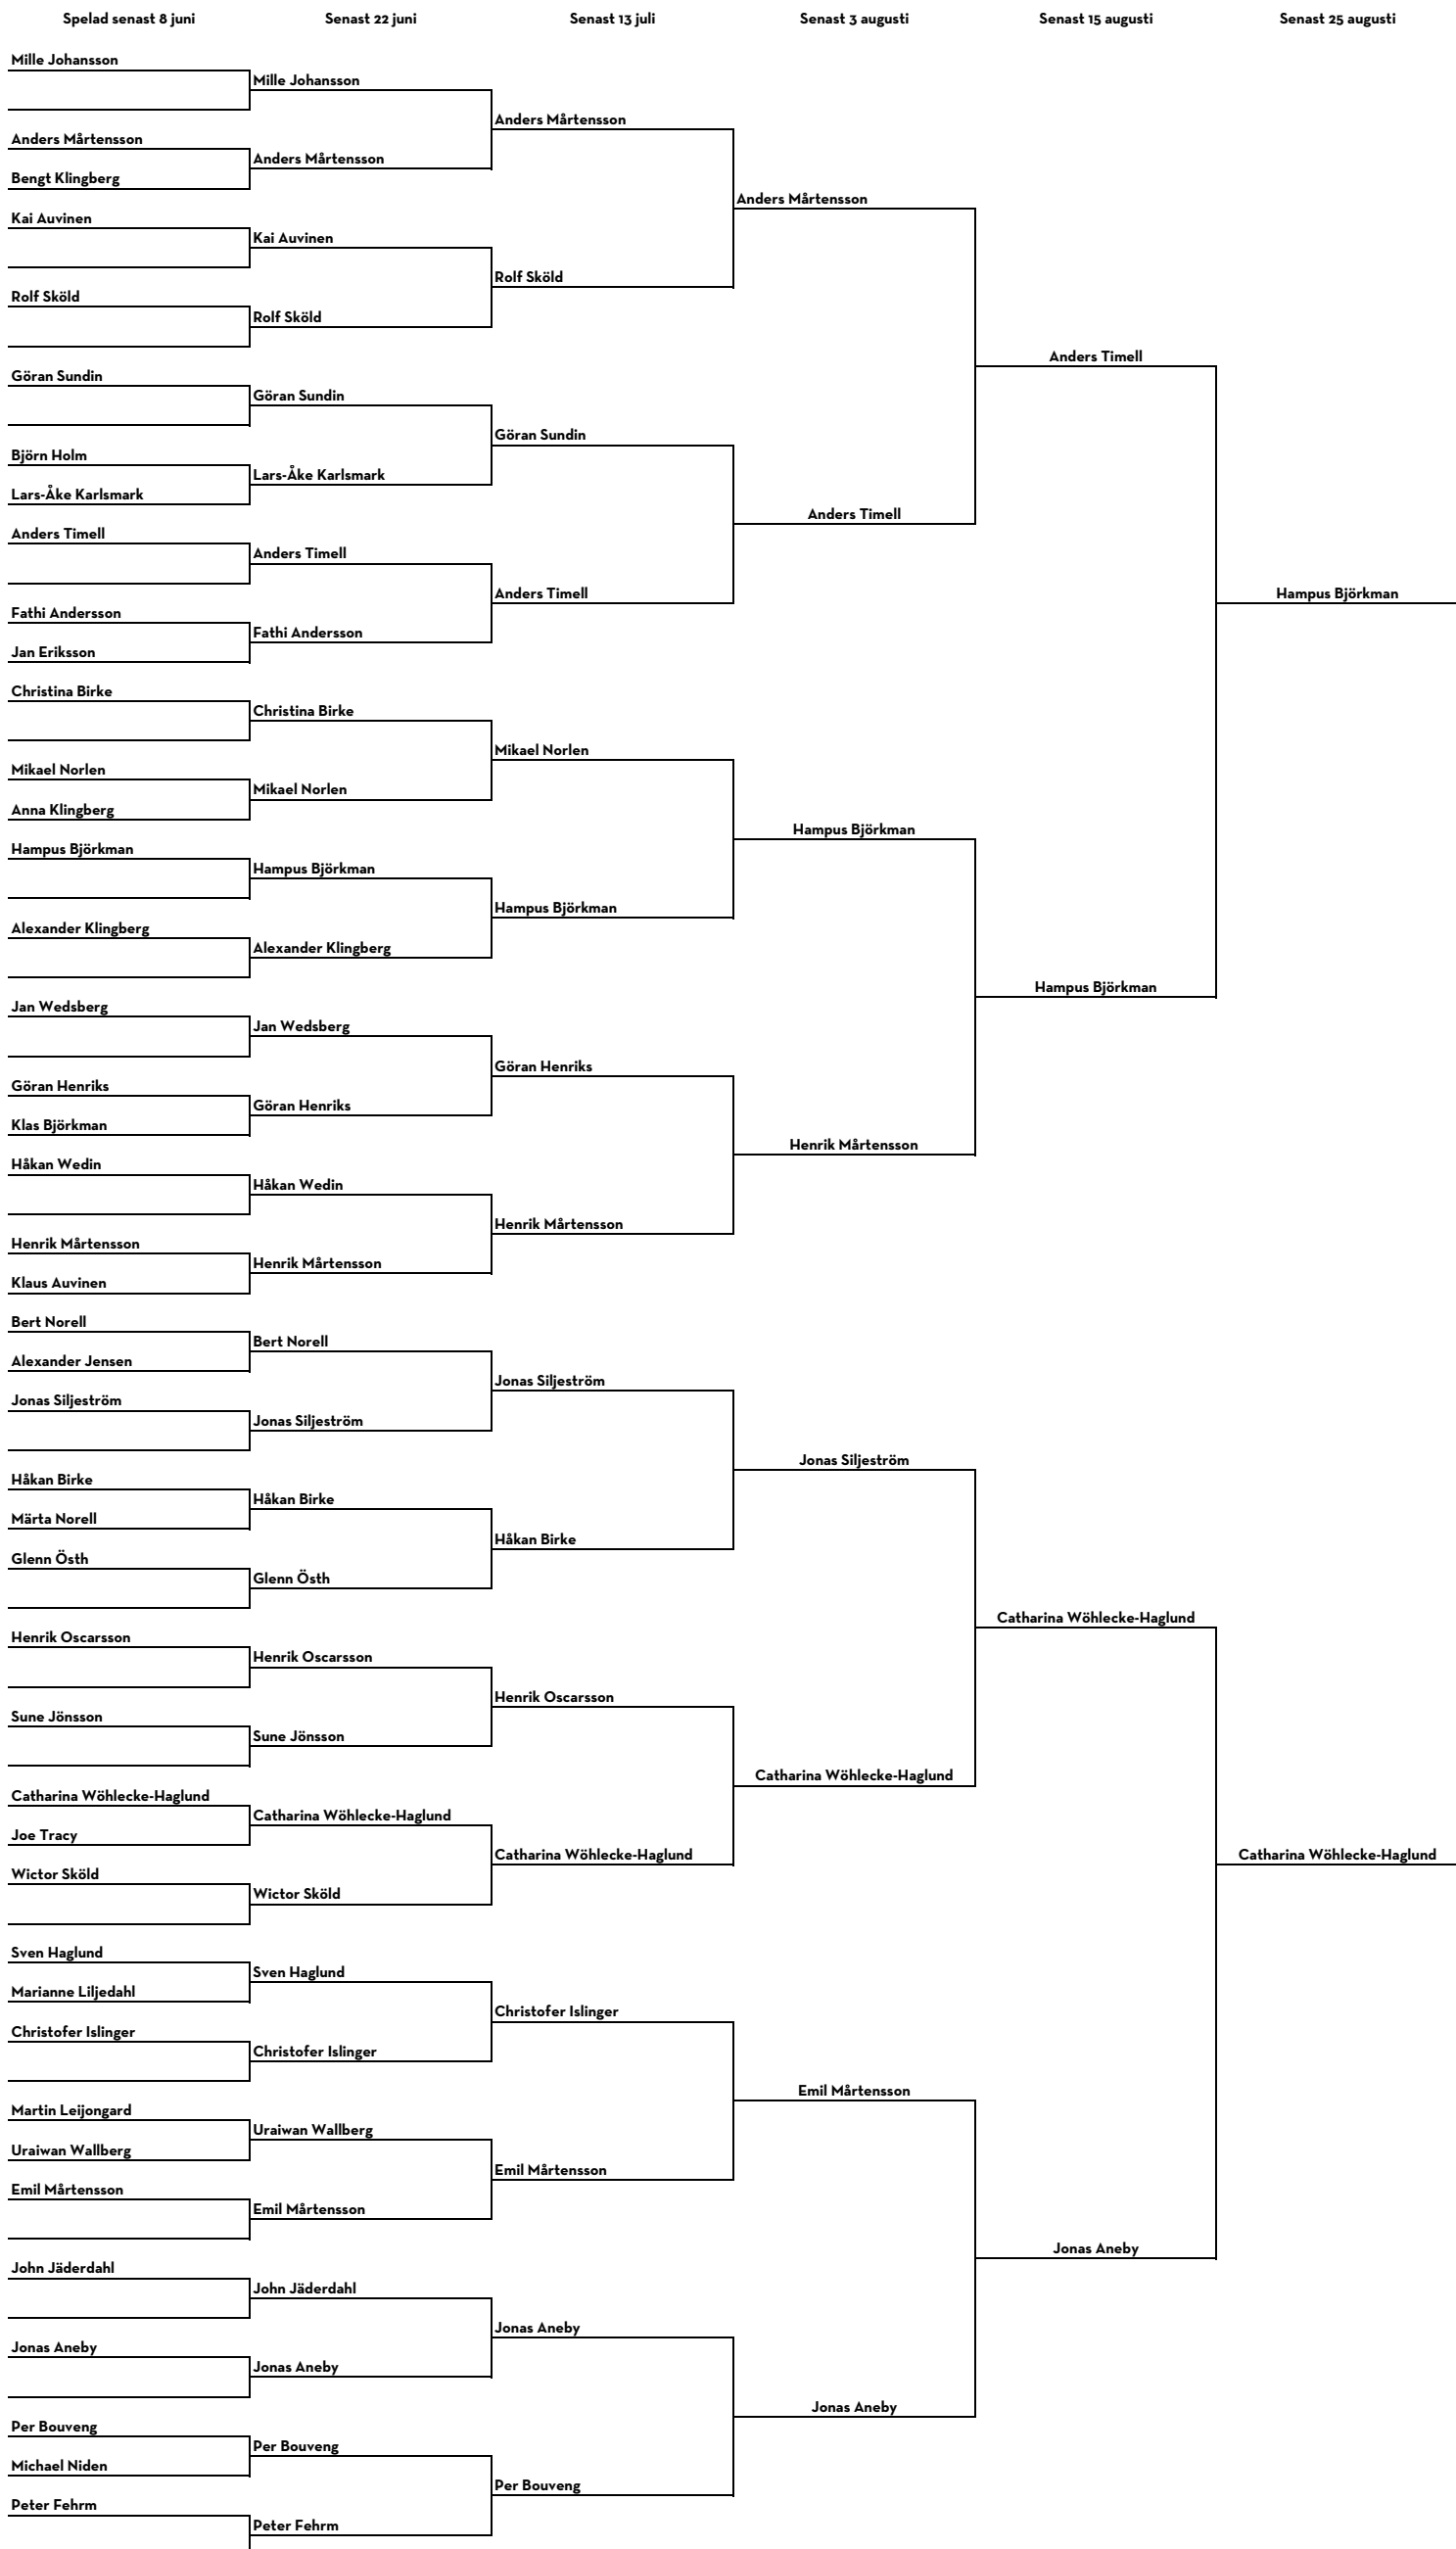 Spelad senast 8 juni
Senast 22 juni
Senast 13 juli
Senast 3 augusti
Senast 15 augusti
Senast 25 augusti
Mille Johansson
Anders Mårtensson
Bengt Klingberg
Kai Auvinen
Rolf Sköld
Göran Sundin
Björn Holm
Lars-Åke Karlsmark
Anders Timell
Fathi Andersson
Jan Eriksson
Christina Birke
Mikael Norlen
Anna Klingberg
Hampus Björkman
Alexander Klingberg
Jan Wedsberg
Göran Henriks
Klas Björkman
Håkan Wedin
Henrik Mårtensson
Klaus Auvinen
Bert Norell
Alexander Jensen
Jonas Siljeström
Håkan Birke
Märta Norell
Glenn Östh
Henrik Oscarsson
Sune Jönsson
Catharina Wöhlecke-Haglund
Joe Tracy
Wictor Sköld
Sven Haglund
Marianne Liljedahl
Christofer Islinger
Martin Leijongard
Uraiwan Wallberg
Emil Mårtensson
John Jäderdahl
Jonas Aneby
Per Bouveng
Michael Niden
Peter Fehrm
Mille Johansson
Anders Mårtensson
Kai Auvinen
Rolf Sköld
Göran Sundin
Lars-Åke Karlsmark
Anders Timell
Fathi Andersson
Christina Birke
Mikael Norlen
Hampus Björkman
Alexander Klingberg
Jan Wedsberg
Göran Henriks
Håkan Wedin
Henrik Mårtensson
Bert Norell
Jonas Siljeström
Håkan Birke
Glenn Östh
Henrik Oscarsson
Sune Jönsson
Catharina Wöhlecke-Haglund
Wictor Sköld
Sven Haglund
Christofer Islinger
Uraiwan Wallberg
Emil Mårtensson
John Jäderdahl
Jonas Aneby
Per Bouveng
Peter Fehrm
Anders Mårtensson
Rolf Sköld
Göran Sundin
Anders Timell
Mikael Norlen
Hampus Björkman
Göran Henriks
Henrik Mårtensson
Jonas Siljeström
Håkan Birke
Henrik Oscarsson
Catharina Wöhlecke-Haglund
Christofer Islinger
Emil Mårtensson
Jonas Aneby
Per Bouveng
Anders Mårtensson
Anders Timell
Hampus Björkman
Henrik Mårtensson
Jonas Siljeström
Catharina Wöhlecke-Haglund
Emil Mårtensson
Jonas Aneby
Anders Timell
Hampus Björkman
Catharina Wöhlecke-Haglund
Jonas Aneby
Hampus Björkman
Catharina Wöhlecke-Haglund